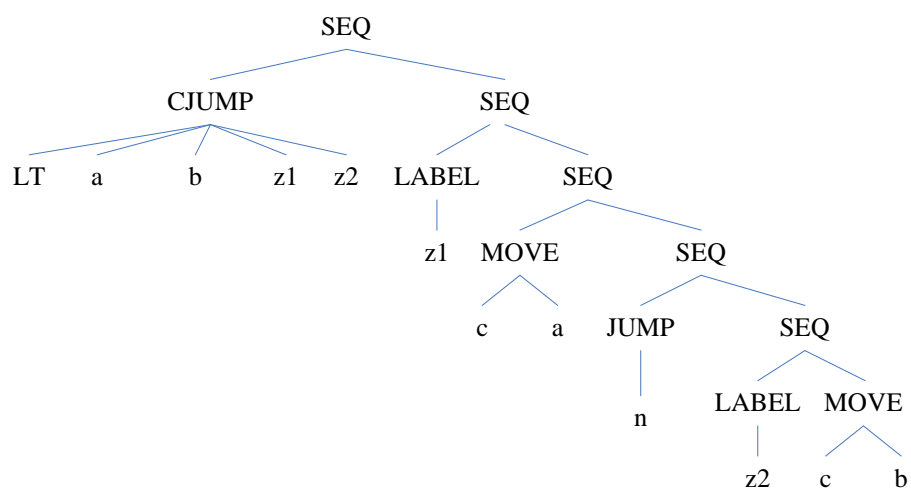 SEQ
CJUMP SEQ
LT a b z1 z2 LABEL SEQ
z1 MOVE SEQ
c a JUMP SEQ
n LABEL MOVE
z2 c b